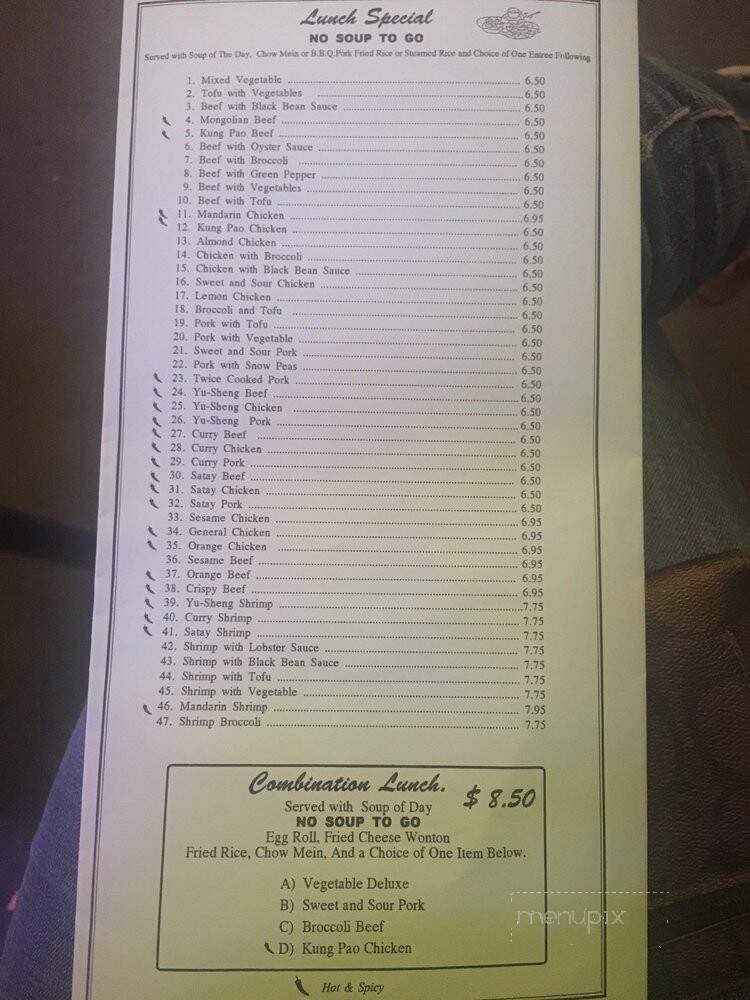 Lunch Special
NO SOUP TO GO
Served with Soup of The Day, Chow Mein or B.B.Q.Pork Fried Rice or Steamed Rice and Choice of One Entree Following
1. Mixed Vegetable 6.50
2. Tofu with Vegetables 6.50
3. Beef with Black Bean Sauce 6.50
4. Mongolian Beef 6.50
5. Kung Pao Beef 6.50
6. Beef with Oyster Sauce 6.50
7. Beef with Broccoli 6.50
8. Beef with Green Pepper 6.50
9. Beef with Vegetables 6.50
10. Beef with Tofu 6.50
11. Mandarin Chicken 6.95
12. Kung Pao Chicken 6.50
13. Almond Chicken 6.50
14. Chicken with Broccoli 6.50
15. Chicken with Black Bean Sauce 6.50
16. Sweet and Sour Chicken 6.50
17. Lemon Chicken 6.50
18. Broccoli and Tofu 6.50
19. Pork with Tofu 6.50
20. Pork with Vegetable 6.50
21. Sweet and Sour Pork 6.50
22. Pork with Snow Peas 6.50
23. Twice Cooked Pork 6.50
24. Yu-Sheng Beef 6.50
25. Yu-Sheng Chicken 6.50
26. Yu-Sheng Pork 6.50
27. Curry Beef 6.50
28. Curry Chicken 6.50
29. Curry Pork 6.50
30. Satay Beef 6.50
31. Satay Chicken 6.50
32. Satay Pork 6.50
33. Sesame Chicken 6.95
34. General Chicken 6.95
35. Orange Chicken 6.95
36. Sesame Beef 6.95
37. Orange Beef 6.95
38. Crispy Beef 6.95
39. Yu-Sheng Shrimp 7.75
40. Curry Shrimp 7.75
41. Satay Shrimp 7.75
42. Shrimp with Lobster Sauce 7.75
43. Shrimp with Black Bean Sauce 7.75
44. Shrimp with Tofu 7.75
45. Shrimp with Vegetable 7.75
46. Mandarin Shrimp 7.95
47. Shrimp Broccoli 7.75
Combination Lunch. $ 8.50
Served with Soup of Day
NO SOUP TO GO
Egg Roll, Fried Cheese Wonton
Fried Rice, Chow Mein, And a Choice of One Item Below.
A) Vegetable Deluxe
B) Sweet and Sour Pork
C) Broccoli Beef
D) Kung Pao Chicken
Hot & Spicy
menupix